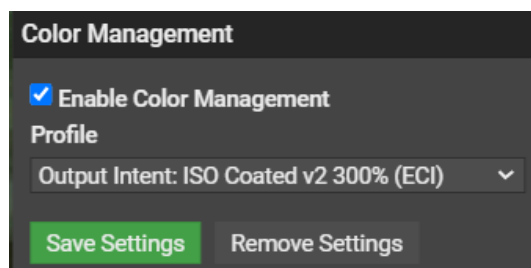 Color Management
Enable Color Management
Profile
Output Intent: ISO Coated v2 300% (ECI)
Save Settings
Remove Settings